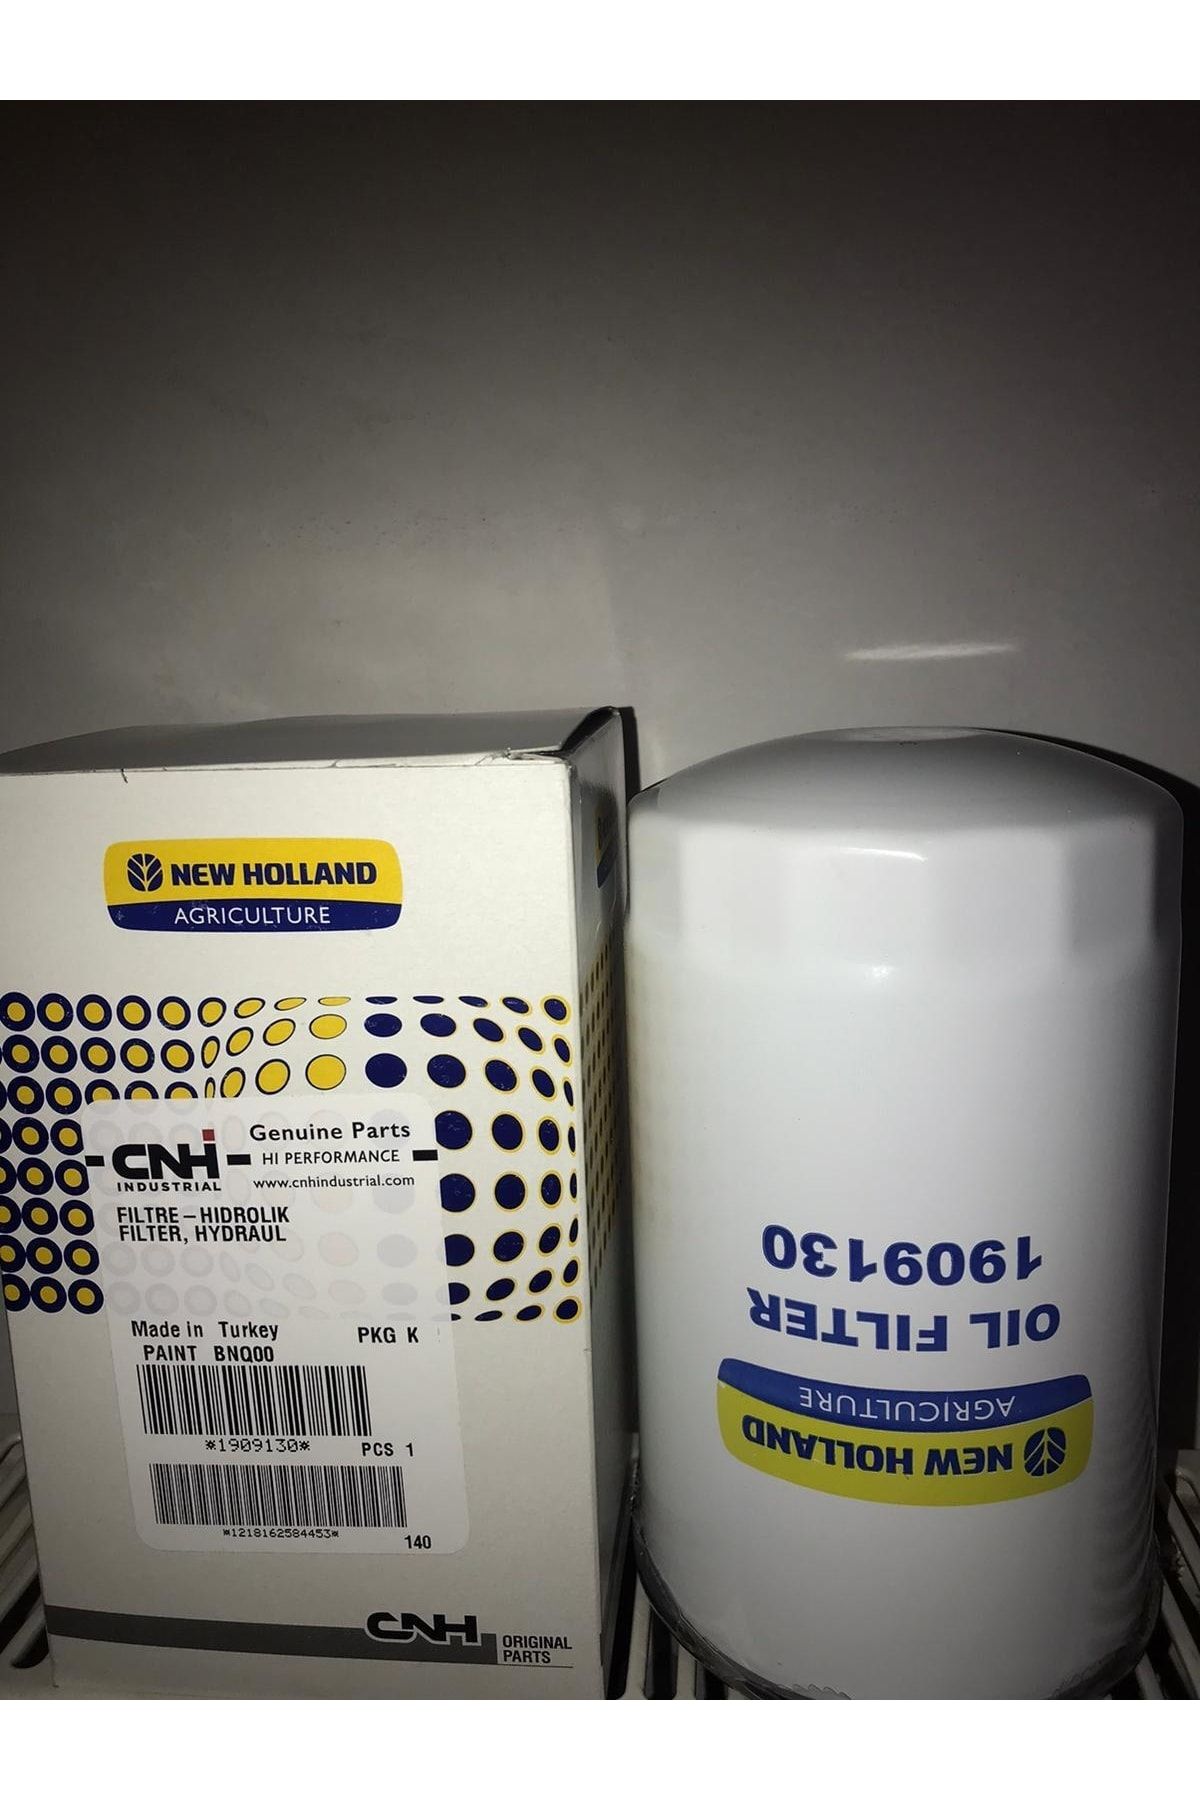 NEW HOLLAND
AGRICULTURE
CNH
INDUSTRIAL
Genuine Parts
HI PERFORMANCE
www.cnhindustrial.com
FILTRE-HIDROLIK
FILTER, HYDRAUL
Made in Turkey PKG K
PAINT BNQ00
*1909130* PCS 1
*1218162584453*
140
CNH ORIGINAL
PARTS
NEW HOLLAND
AGRICULTURE
OIL FILTER
1909130